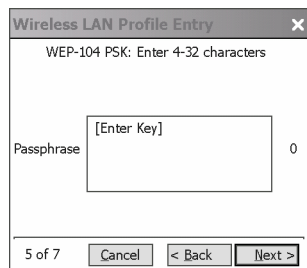 Wireless LAN Profile Entry X
WEP-104 PSK: Enter 4-32 characters
[Enter Key]
Passphrase 0
5 of 7 Cancel < Back Next >